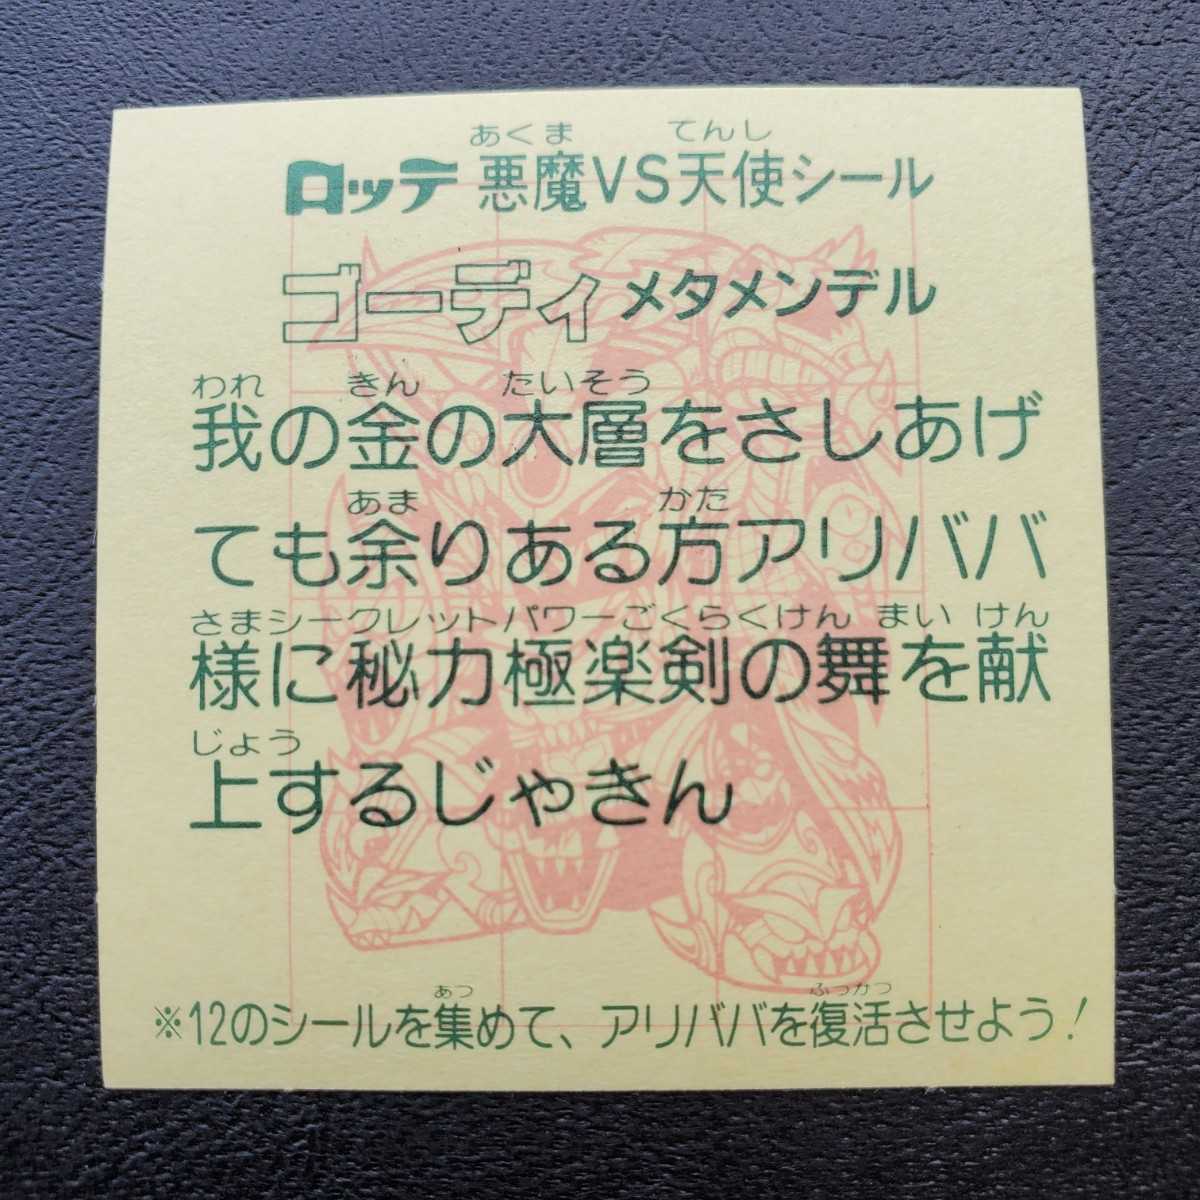 あくま てんし
ロッテ 悪魔VS天使シール
ゴーディ メタメンデル
われ きん たいそう
我の金の大層をさしあげ
あま かた
ても余りある方アリババ
さまシークレットパワーごくらくけん まい けん
様に秘力極楽剣の舞を献
じょう
上するじゃきん
あつ ふっかつ
※12のシールを集めて、アリババを復活させよう!